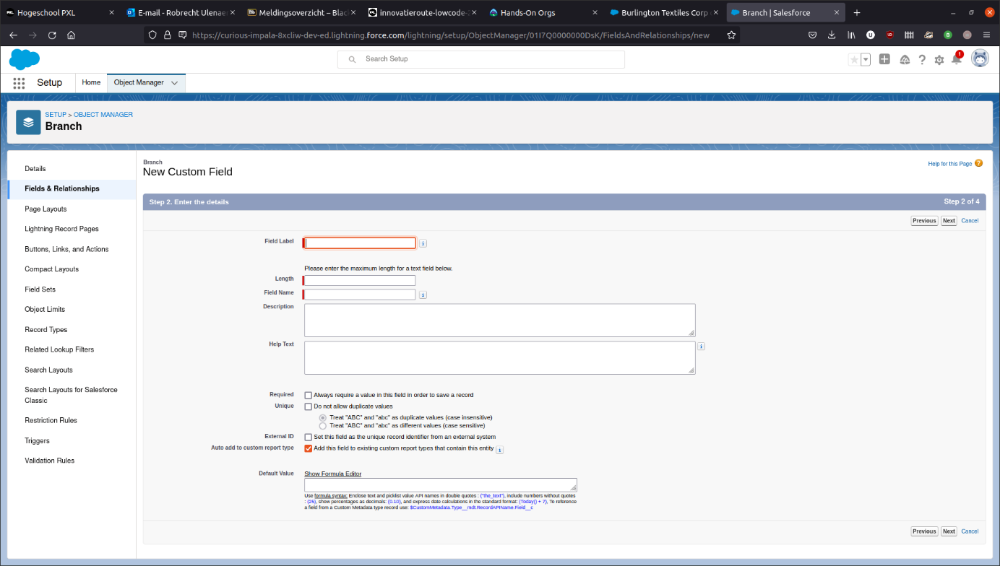 Hogeschool PXL
E-mail - Robrecht Ulenaer
Meldingsoverzicht – Black
innovatieroute-lowcode-2
Hands-On Orgs
Burlington Textiles Corp
Branch | Salesforce
https://curious-impala-8xcliw-dev-ed.lightning.force.com/lightning/setup/ObjectManager/01I7Q0000000DsK/FieldsAndRelationships/new
Search Setup
1
Setup
Home
Object Manager
SETUP > OBJECT MANAGER
Branch
Details
Fields & Relationships
Page Layouts
Lightning Record Pages
Buttons, Links, and Actions
Compact Layouts
Field Sets
Object Limits
Record Types
Related Lookup Filters
Search Layouts
Search Layouts for Salesforce
Classic
Restriction Rules
Triggers
Validation Rules
Branch
New Custom Field
Help for this Page
Step 2. Enter the details
Step 2 of 4
Previous Next Cancel
Field Label
Please enter the maximum length for a text field below.
Length
Field Name
Description
Help Text
Required Always require a value in this field in order to save a record
Unique Do not allow duplicate values
Treat "ABC" and "abc" as duplicate values (case insensitive)
Treat "ABC" and "abc" as different values (case sensitive)
External ID Set this field as the unique record identifier from an external system
Auto add to custom report type Add this field to existing custom report types that contain this entity
Default Value Show Formula Editor
Use formula syntax: Enclose text and picklist value API names in double quotes : ("the_text"), include numbers without quotes
: (25), show percentages as decimals: (0.10), and express date calculations in the standard format: (Today() + 7), To reference
a field from a Custom Metadata type record use: $CustomMetadata.Type__mdt.RecordAPIName.Field__c
Previous Next Cancel